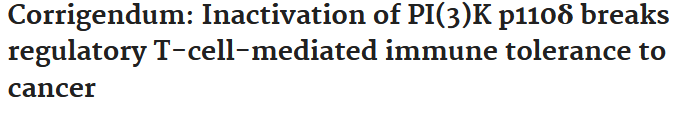 Corrigendum: Inactivation of PI(3)K p110δ breaks
regulatory T-cell-mediated immune tolerance to
cancer